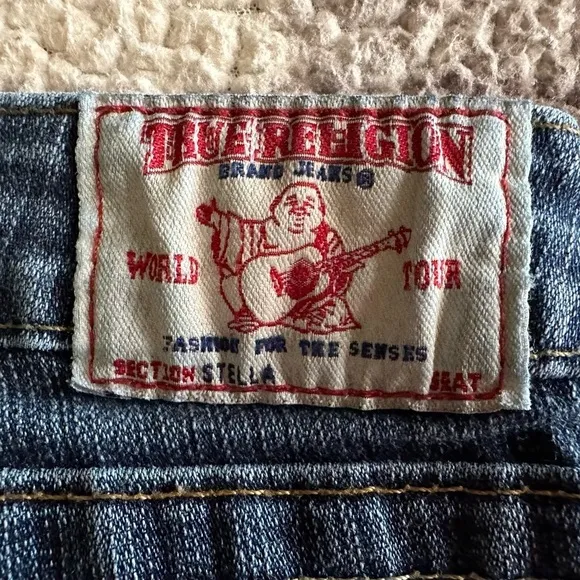 TRUE RELIGION
BRAND JEANS®
WORLD TOUR
FASHION FOR THE SENSES
SECTION STELLA SEAT